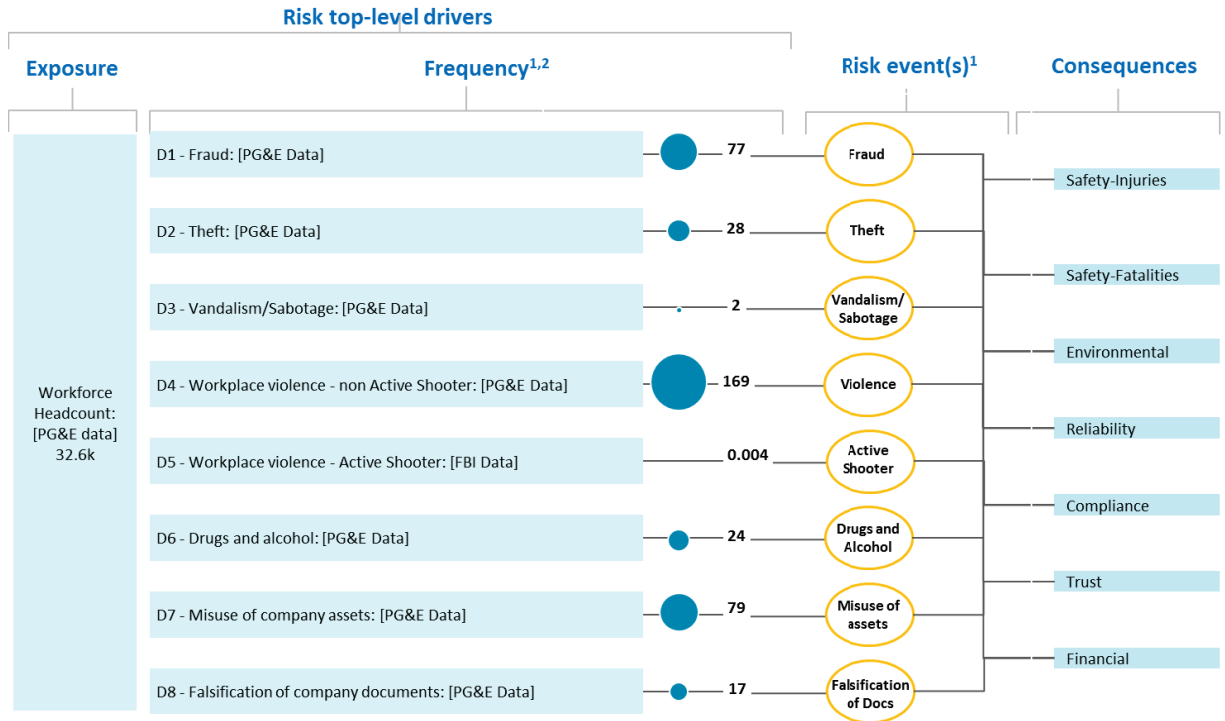 Risk top-level drivers
Exposure
Frequency1,2
Risk event(s)1
Consequences
Workforce
Headcount:
[PG&E data]
32.6k
D1 - Fraud: [PG&E Data]
77
Fraud
D2 - Theft: [PG&E Data]
28
Theft
D3 - Vandalism/Sabotage: [PG&E Data]
2
Vandalism/
Sabotage
D4 - Workplace violence - non Active Shooter: [PG&E Data]
169
Violence
D5 - Workplace violence - Active Shooter: [FBI Data]
0.004
Active
Shooter
D6 - Drugs and alcohol: [PG&E Data]
24
Drugs and
Alcohol
D7 - Misuse of company assets: [PG&E Data]
79
Misuse of
assets
D8 - Falsification of company documents: [PG&E Data]
17
Falsification
of Docs
Safety-Injuries
Safety-Fatalities
Environmental
Reliability
Compliance
Trust
Financial